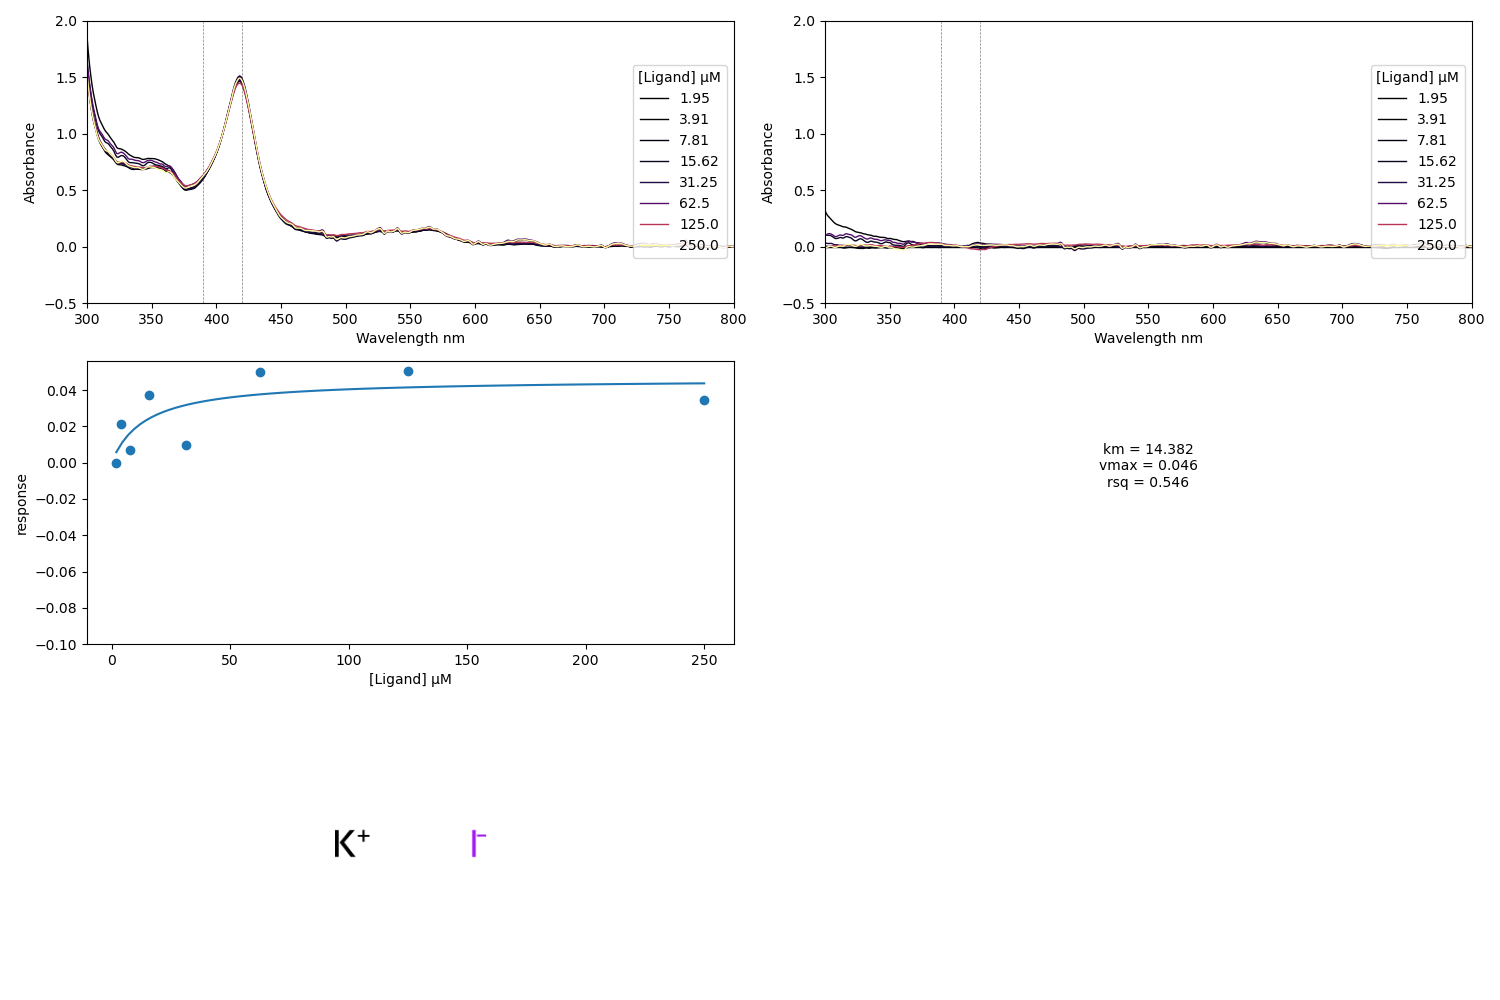 2.0
1.5
1.0
0.5
0.0
−0.5
Absorbance
300 350 400 450 500 550 600 650 700 750 800
Wavelength nm
[Ligand] µM
1.95
3.91
7.81
15.62
31.25
62.5
125.0
250.0
2.0
1.5
1.0
0.5
0.0
−0.5
Absorbance
300 350 400 450 500 550 600 650 700 750 800
Wavelength nm
[Ligand] µM
1.95
3.91
7.81
15.62
31.25
62.5
125.0
250.0
0.04
0.02
0.00
−0.02
−0.04
−0.06
−0.08
−0.10
response
0 50 100 150 200 250
[Ligand] µM
km = 14.382
vmax = 0.046
rsq = 0.546
K⁺ I⁻